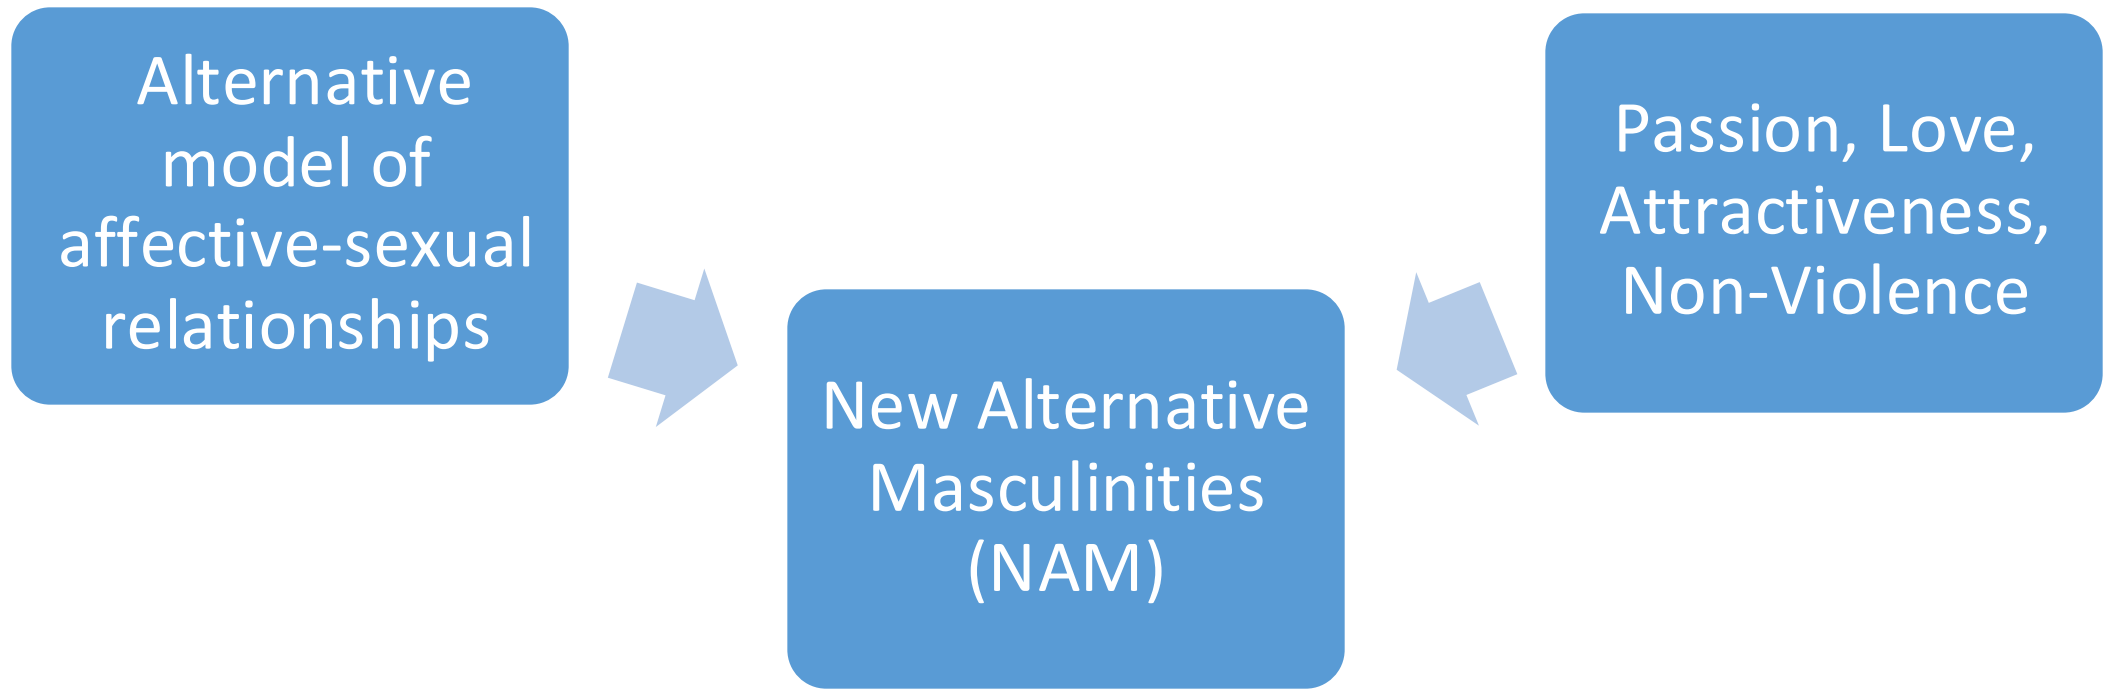 Alternative
model of
affective-sexual
relationships
Passion, Love,
Attractiveness,
Non-Violence
New Alternative
Masculinities
(NAM)